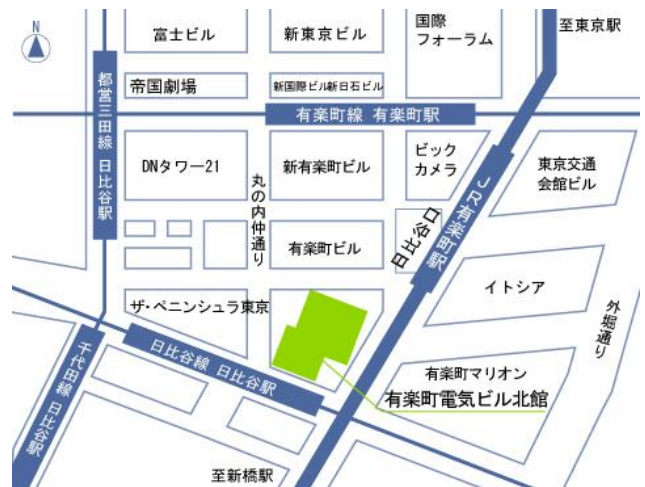 N
富士ビル
新東京ビル
国際
フォーラム
至東京駅
帝国劇場
新国際ビル新日石ビル
有楽町線 有楽町駅
都営三田線 日比谷駅
DNタワー21
丸の内仲通り
新有楽町ビル
ビック
カメラ
JR有楽町駅
東京交通
会館ビル
日比谷口
有楽町ビル
イトシア
外堀通り
ザ・ペニンシュラ東京
日比谷線 日比谷駅
千代田線 日比谷駅
有楽町マリオン
有楽町電気ビル北館
至新橋駅